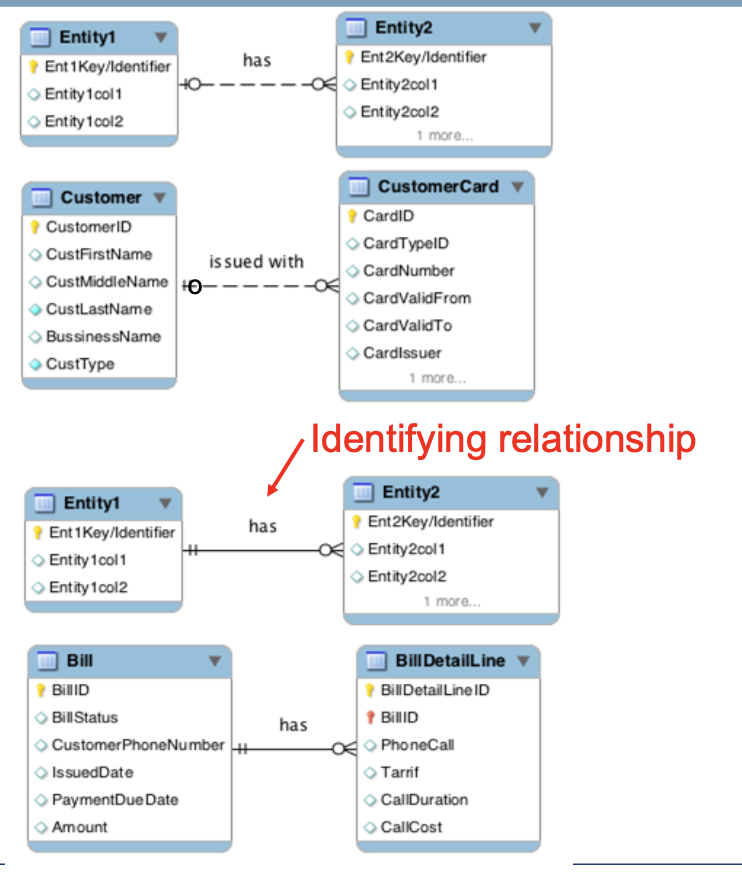 Entity1
Ent1Key/Identifier
Entity1col1
Entity1col2
has
Entity2
Ent2Key/Identifier
Entity2col1
Entity2col2
1 more...
Customer
CustomerID
CustFirstName
CustMiddleName
CustLastName
BussinessName
CustType
issued with
CustomerCard
CardID
CardTypeID
CardNumber
CardValidFrom
CardValidTo
CardIssuer
1 more...
Identifying relationship
Entity1
Ent1Key/Identifier
Entity1col1
Entity1col2
has
Entity2
Ent2Key/Identifier
Entity2col1
Entity2col2
1 more...
Bill
BillID
BillStatus
CustomerPhoneNumber
IssuedDate
PaymentDueDate
Amount
has
BillDetailLine
BillDetailLineID
BillID
PhoneCall
Tarrif
CallDuration
CallCost